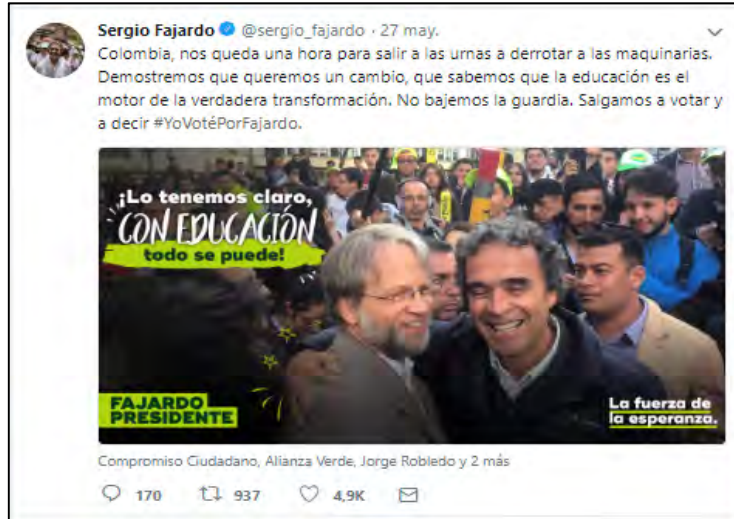 Sergio Fajardo @sergio_fajardo · 27 may.
Colombia, nos queda una hora para salir a las urnas a derrotar a las maquinarias.
Demostremos que queremos un cambio, que sabemos que la educación es el
motor de la verdadera transformación. No bajemos la guardia. Salgamos a votar y
a decir #YoVotéPorFajardo.
¡Lo tenemos claro,
CON EDUCACIÓN
todo se puede!
FAJARDO
PRESIDENTE
La fuerza de
la esperanza.
Compromiso Ciudadano, Alianza Verde, Jorge Robledo y 2 más
170 937 4,9K